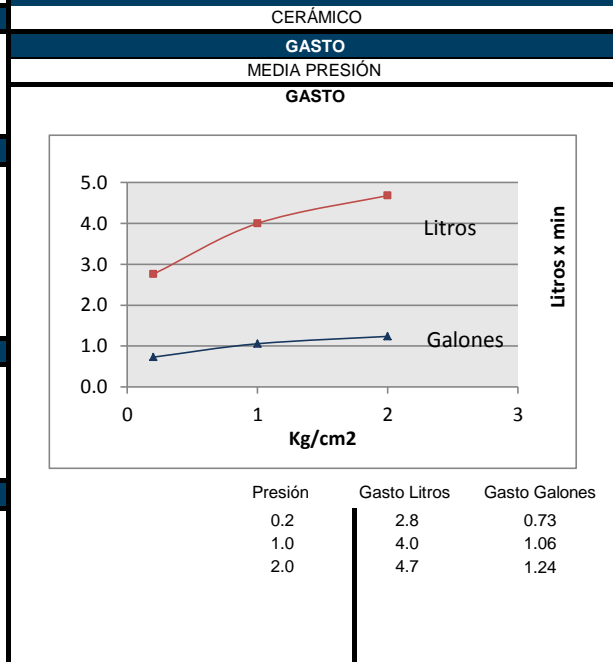 CERÁMICO
GASTO
MEDIA PRESIÓN
GASTO
5.0
4.0
3.0
2.0
1.0
0.0
Litros
Galones
Litros x min
0 1 2 3
Kg/cm2
Presión Gasto Litros Gasto Galones
0.2 2.8 0.73
1.0 4.0 1.06
2.0 4.7 1.24